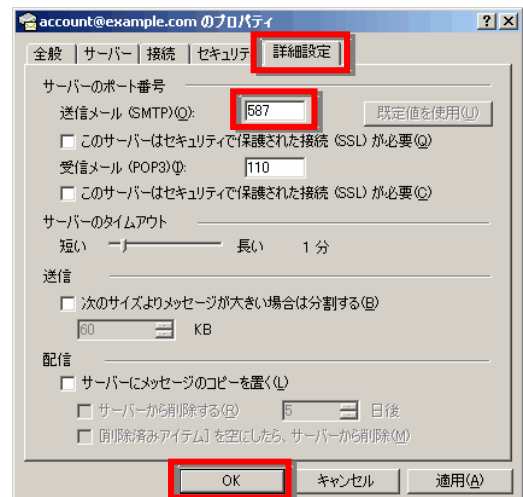 account@example.com のプロパティ
全般 サーバー 接続 セキュリテ 詳細設定
サーバーのポート番号
送信メール (SMTP)(O): 587 既定値を使用(U)
このサーバーはセキュリティで保護された接続 (SSL) が必要(Q)
受信メール (POP3)(I): 110
このサーバーはセキュリティで保護された接続 (SSL) が必要(C)
サーバーのタイムアウト
短い 長い 1 分
送信
次のサイズよりメッセージが大きい場合は分割する(B)
60 KB
配信
サーバーにメッセージのコピーを置く(L)
サーバーから削除する(R) 5 日後
[削除済みアイテム] を空にしたら、サーバーから削除(M)
OK キャンセル 適用(A)